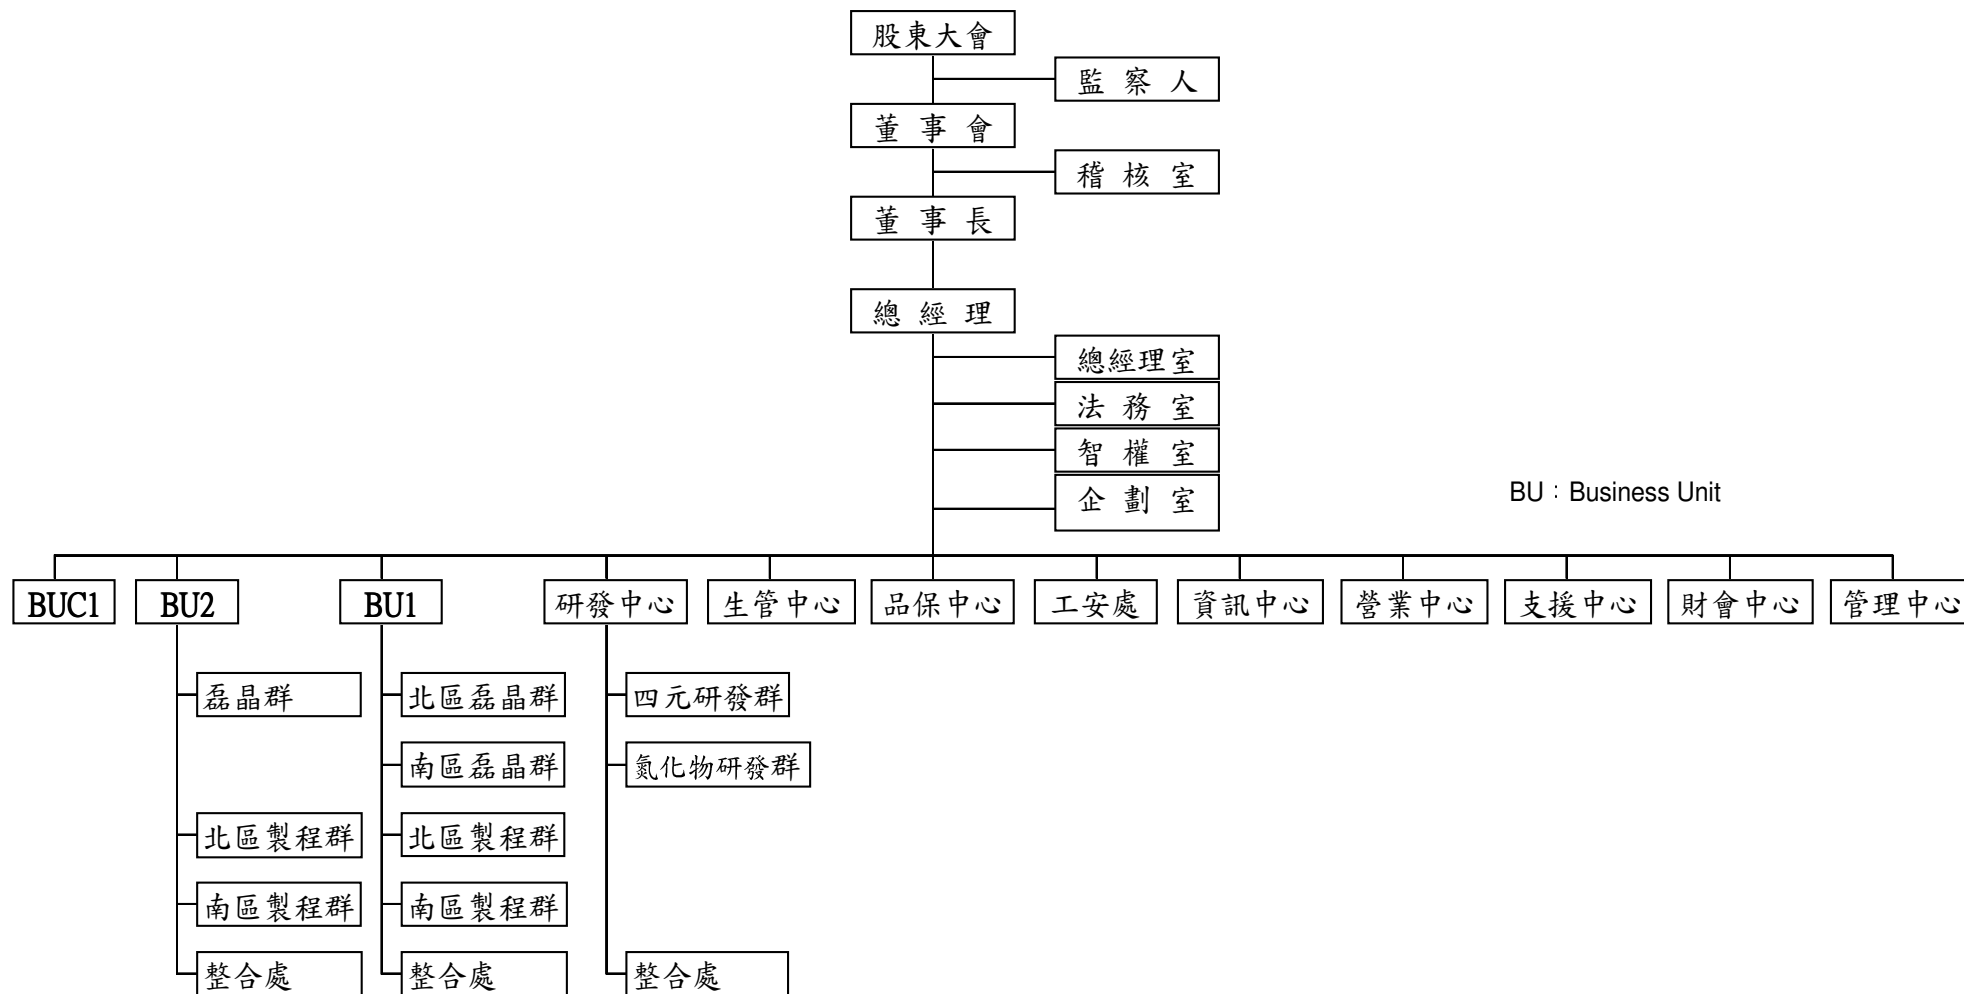 股東大會
監察人
董事會
稽核室
董事長
總經理
總經理室
法務室
智權室
企劃室
BU：Business Unit
BUC1 BU2 BU1 研發中心 生管中心 品保中心 工安處 資訊中心 營業中心 支援中心 財會中心 管理中心
磊晶群 北區磊晶群 四元研發群
南區磊晶群 氮化物研發群
北區製程群 北區製程群
南區製程群 南區製程群
整合處 整合處 整合處